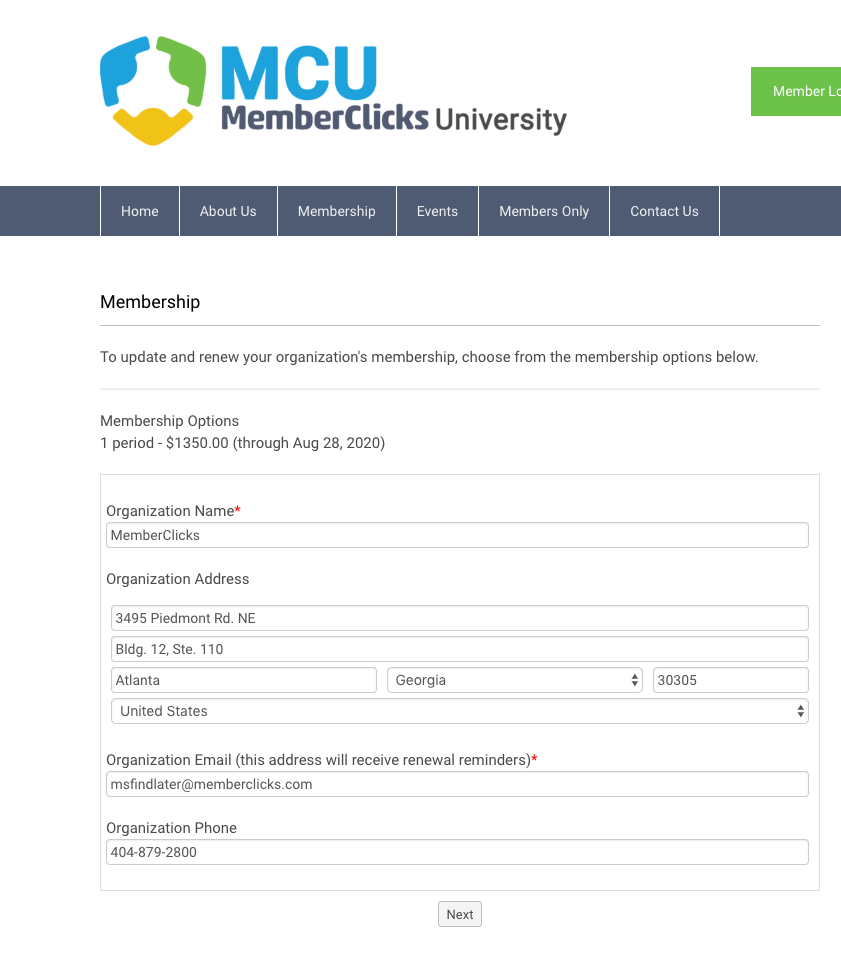 MCU
MemberClicks University
Member Lo
Home About Us Membership Events Members Only Contact Us
Membership
To update and renew your organization's membership, choose from the membership options below.
Membership Options
1 period - $1350.00 (through Aug 28, 2020)
Organization Name*
MemberClicks
Organization Address
3495 Piedmont Rd. NE
Bldg. 12, Ste. 110
Atlanta Georgia 30305
United States
Organization Email (this address will receive renewal reminders)*
msfindlater@memberclicks.com
Organization Phone
404-879-2800
Next